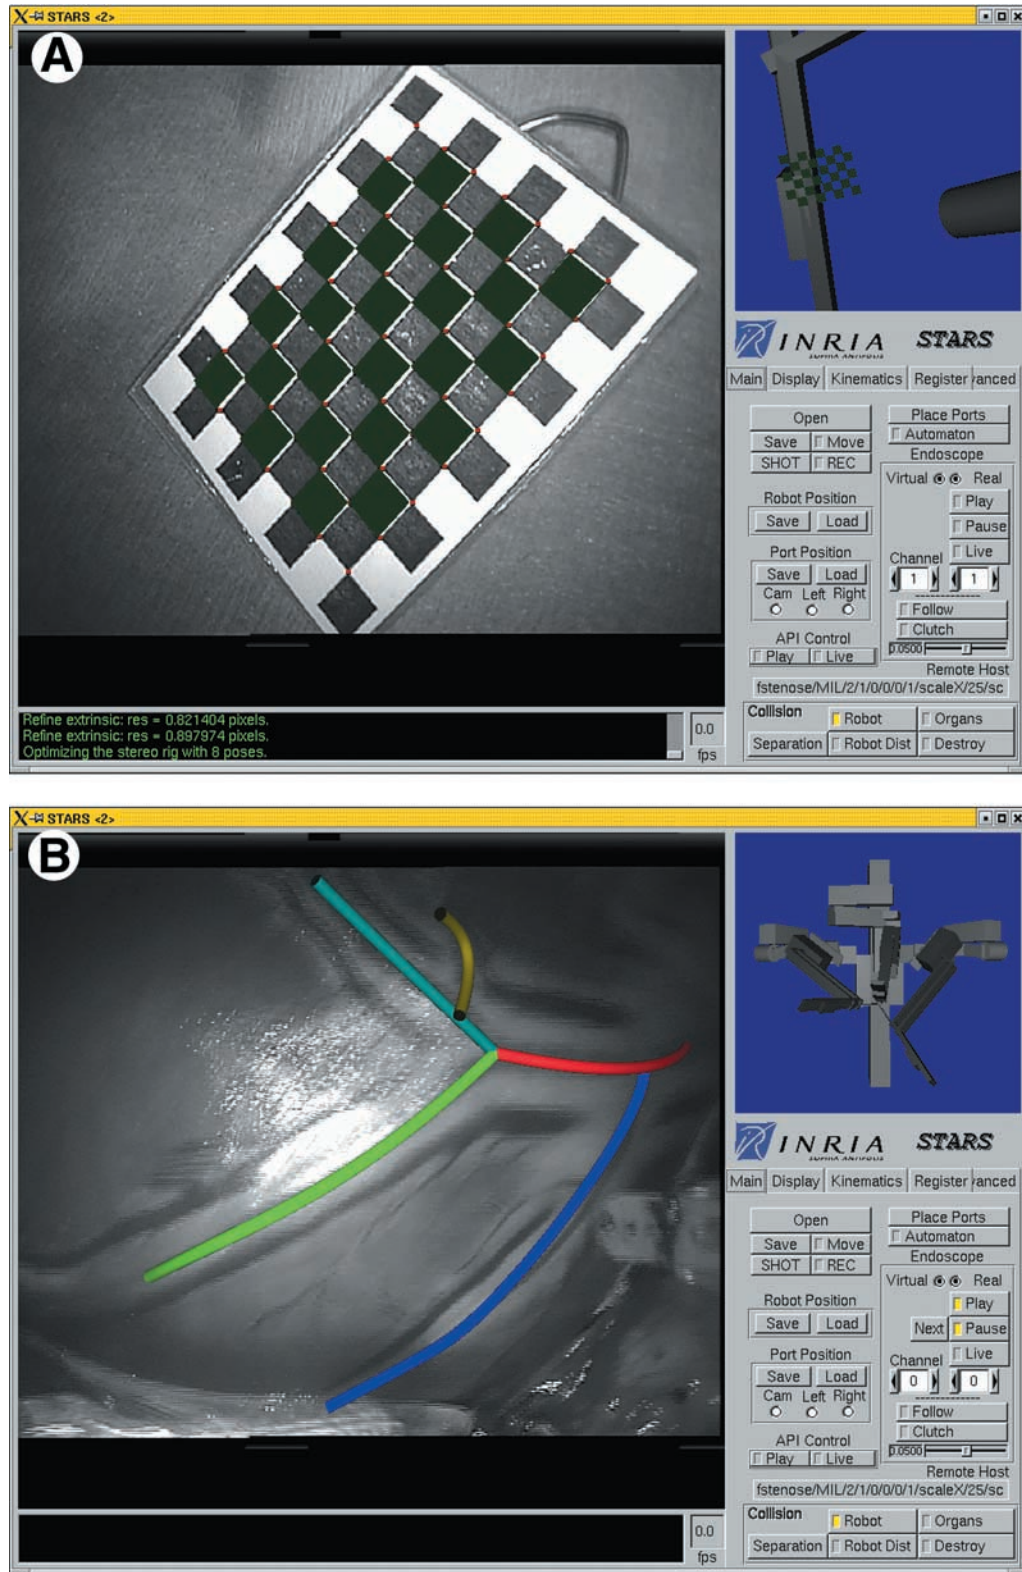 X STARS <2>
A
INRIA STARS
SOPHIA ANTIPOLIS
Main Display Kinematics Register vanced
Open Place Ports
Automaton
Save Move Endoscope
SHOT REC
Virtual Real
Play
Robot Position
Save Load Pause
Live
Port Position Channel
Save Load 1 1
Cam Left Right
Follow
Clutch
API Control 0.0500
Play Live Remote Host
fstenose/MIL/2/1/0/0/0/1/scaleX/25/sc
Refine extrinsic: res = 0.821404 pixels.
Refine extrinsic: res = 0.897974 pixels.
Optimizing the stereo rig with 8 poses.
0.0
fps
Collision Robot Organs
Separation Robot Dist Destroy
X STARS <2>
B
INRIA STARS
SOPHIA ANTIPOLIS
Main Display Kinematics Register vanced
Open Place Ports
Automaton
Save Move Endoscope
SHOT REC
Virtual Real
Play
Robot Position
Save Load Next Pause
Live
Port Position Channel
Save Load 0 0
Cam Left Right
Follow
Clutch
API Control 0.0500
Play Live Remote Host
fstenose/MIL/2/1/0/0/0/1/scaleX/25/sc
0.0
fps
Collision Robot Organs
Separation Robot Dist Destroy